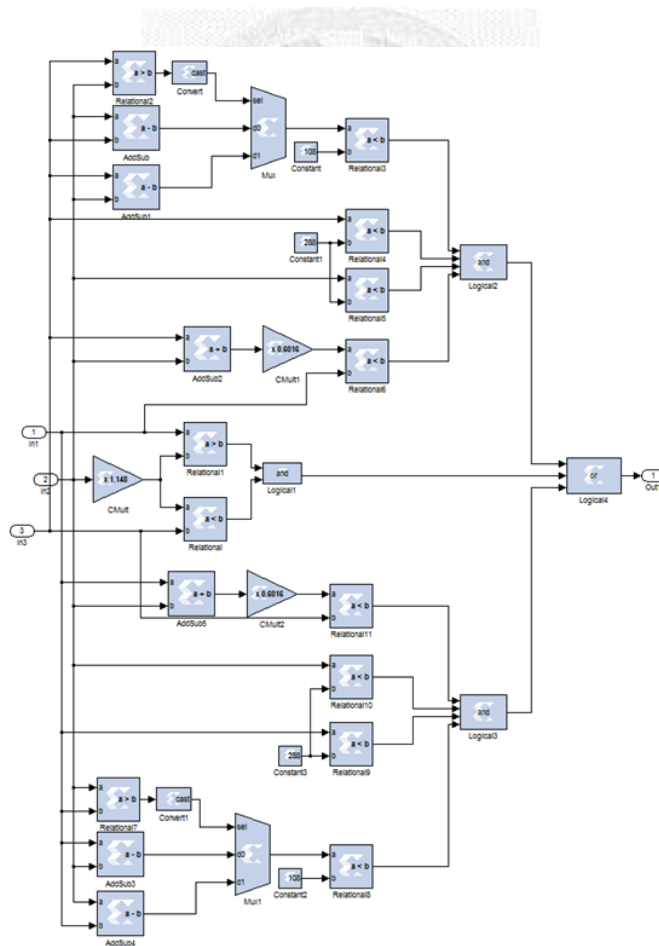 a
b
a > b
Relational2
cast
Convert
a
b
a - b
AddSub
a
b
a - b
AddSub1
sel
d0
d1
Mux
108
Constant
a
b
a < b
Relational3
288
Constant1
a
b
a < b
Relational4
a
b
a < b
Relational5
and
Logical2
a
b
a + b
AddSub2
x 0.6016
CMult1
a
b
a < b
Relational6
1
In1
2
In2
3
In3
x 1.148
CMult
a
b
a > b
Relational1
a
b
a < b
Relational
and
Logical1
or
Logical4
1
Out1
a
b
a + b
AddSub5
x 0.6016
CMult2
a
b
a < b
Relational11
a
b
a < b
Relational10
288
Constant3
a
b
a < b
Relational9
and
Logical3
a
b
a > b
Relational7
cast
Convert1
a
b
a - b
AddSub3
a
b
a - b
AddSub4
sel
d0
d1
Mux1
108
Constant2
a
b
a < b
Relational8